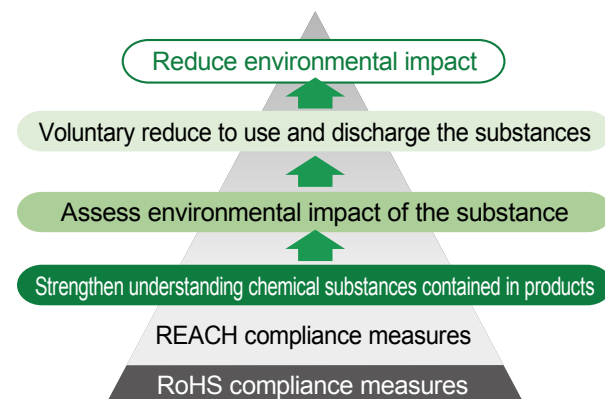 Reduce environmental impact
Voluntary reduce to use and discharge the substances
Assess environmental impact of the substance
Strengthen understanding chemical substances contained in products
REACH compliance measures
RoHS compliance measures